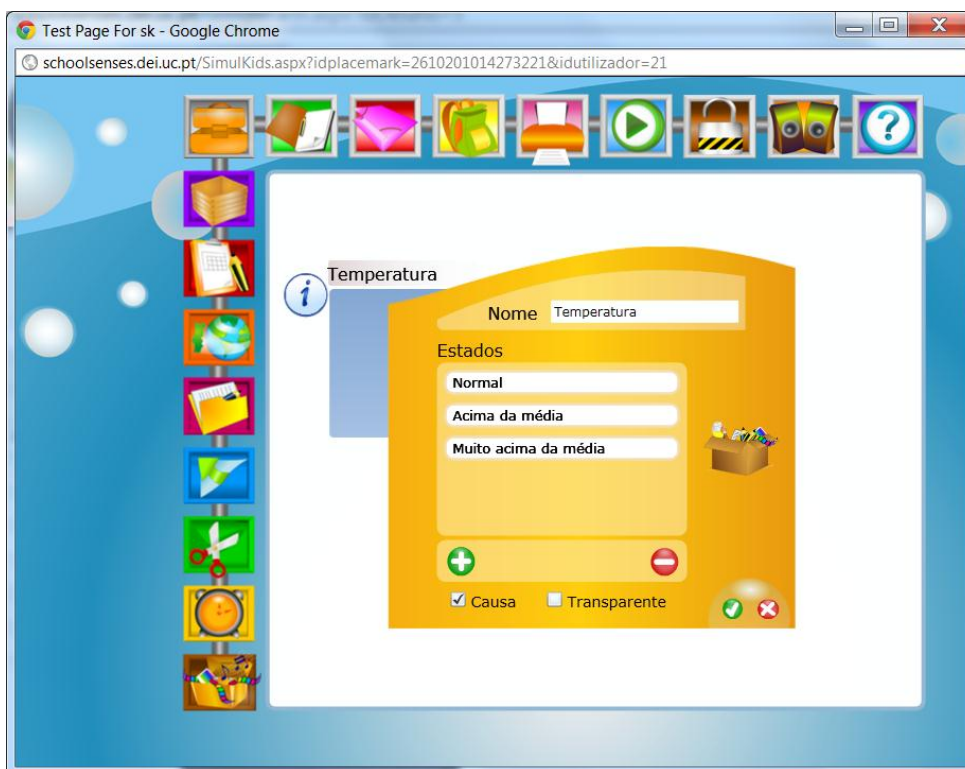 Test Page For sk - Google Chrome
schoolsenses.dei.uc.pt/SimulKids.aspx?idplacemark=2610201014273221&idutilizador=21
Temperatura
Nome Temperatura
Estados
Normal
Acima da média
Muito acima da média
Causa Transparente